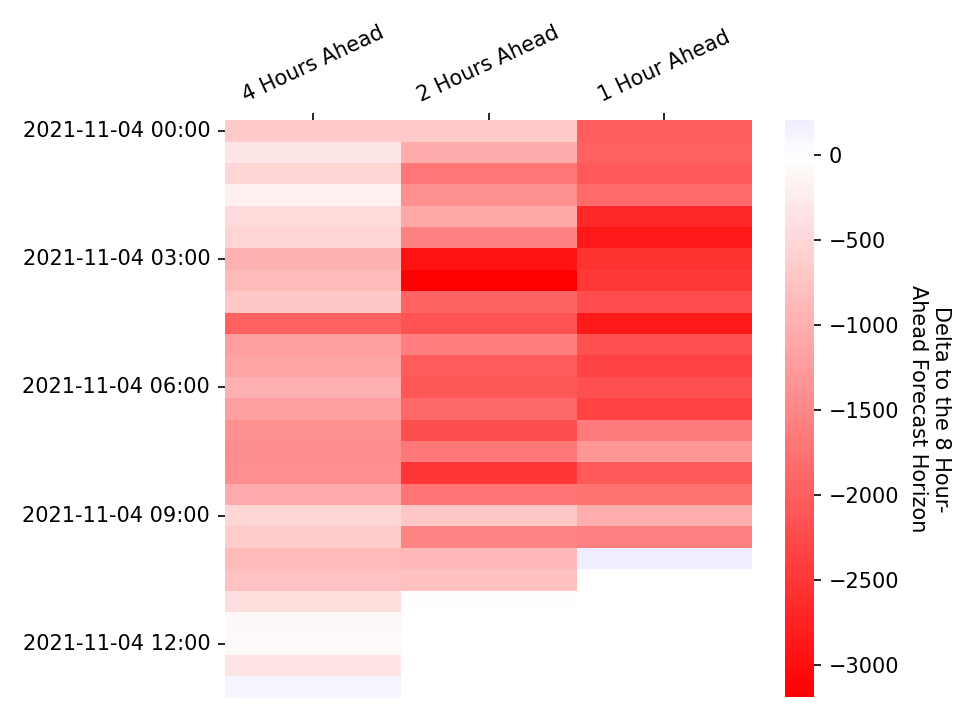 4 Hours Ahead
2 Hours Ahead
1 Hour Ahead
2021-11-04 00:00
2021-11-04 03:00
2021-11-04 06:00
2021-11-04 09:00
2021-11-04 12:00
0
−500
−1000
−1500
−2000
−2500
−3000
Delta to the 8 Hour-
Ahead Forecast Horizon